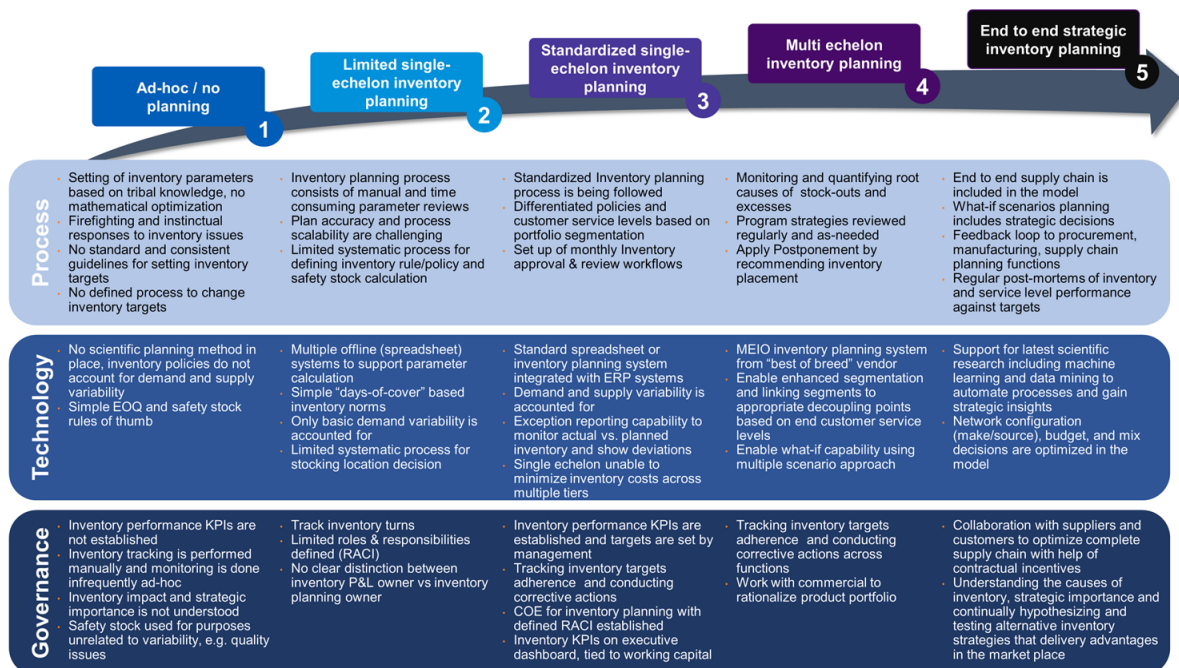 Ad-hoc / no
planning
1
Limited single-
echelon inventory
planning
2
Standardized single-
echelon inventory
planning
3
Multi echelon
inventory planning
4
End to end strategic
inventory planning
5
Process
Setting of inventory parameters
based on tribal knowledge, no
mathematical optimization
Firefighting and instinctual
responses to inventory issues
No standard and consistent
guidelines for setting inventory
targets
No defined process to change
inventory targets
Inventory planning process
consists of manual and time
consuming parameter reviews
Plan accuracy and process
scalability are challenging
Limited systematic process for
defining inventory rule/policy and
safety stock calculation
Standardized Inventory planning
process is being followed
Differentiated policies and
customer service levels based on
portfolio segmentation
Set up of monthly Inventory
approval & review workflows
Monitoring and quantifying root
causes of stock-outs and
excesses
Program strategies reviewed
regularly and as-needed
Apply Postponement by
recommending inventory
placement
End to end supply chain is
included in the model
What-if scenarios planning
includes strategic decisions
Feedback loop to procurement,
manufacturing, supply chain
planning functions
Regular post-mortems of inventory
and service level performance
against targets
Technology
No scientific planning method in
place, inventory policies do not
account for demand and supply
variability
Simple EOQ and safety stock
rules of thumb
Multiple offline (spreadsheet)
systems to support parameter
calculation
Simple “days-of-cover” based
inventory norms
Only basic demand variability is
accounted for
Limited systematic process for
stocking location decision
Standard spreadsheet or
inventory planning system
integrated with ERP systems
Demand and supply variability is
accounted for
Exception reporting capability to
monitor actual vs. planned
inventory and show deviations
Single echelon unable to
minimize inventory costs across
multiple tiers
MEIO inventory planning system
from “best of breed” vendor
Enable enhanced segmentation
and linking segments to
appropriate decoupling points
based on end customer service
levels
Enable what-if capability using
multiple scenario approach
Support for latest scientific
research including machine
learning and data mining to
automate processes and gain
strategic insights
Network configuration
(make/source), budget, and mix
decisions are optimized in the
model
Governance
Inventory performance KPIs are
not established
Inventory tracking is performed
manually and monitoring is done
infrequently ad-hoc
Inventory impact and strategic
importance is not understood
Safety stock used for purposes
unrelated to variability, e.g. quality
issues
Track inventory turns
Limited roles & responsibilities
defined (RACI)
No clear distinction between
inventory P&L owner vs inventory
planning owner
Inventory performance KPIs are
established and targets are set by
management
Tracking inventory targets
adherence and conducting
corrective actions
COE for inventory planning with
defined RACI established
Inventory KPIs on executive
dashboard, tied to working capital
Tracking inventory targets
adherence and conducting
corrective actions across
functions
Work with commercial to
rationalize product portfolio
Collaboration with suppliers and
customers to optimize complete
supply chain with help of
contractual incentives
Understanding the causes of
inventory, strategic importance and
continually hypothesizing and
testing alternative inventory
strategies that delivery advantages
in the market place